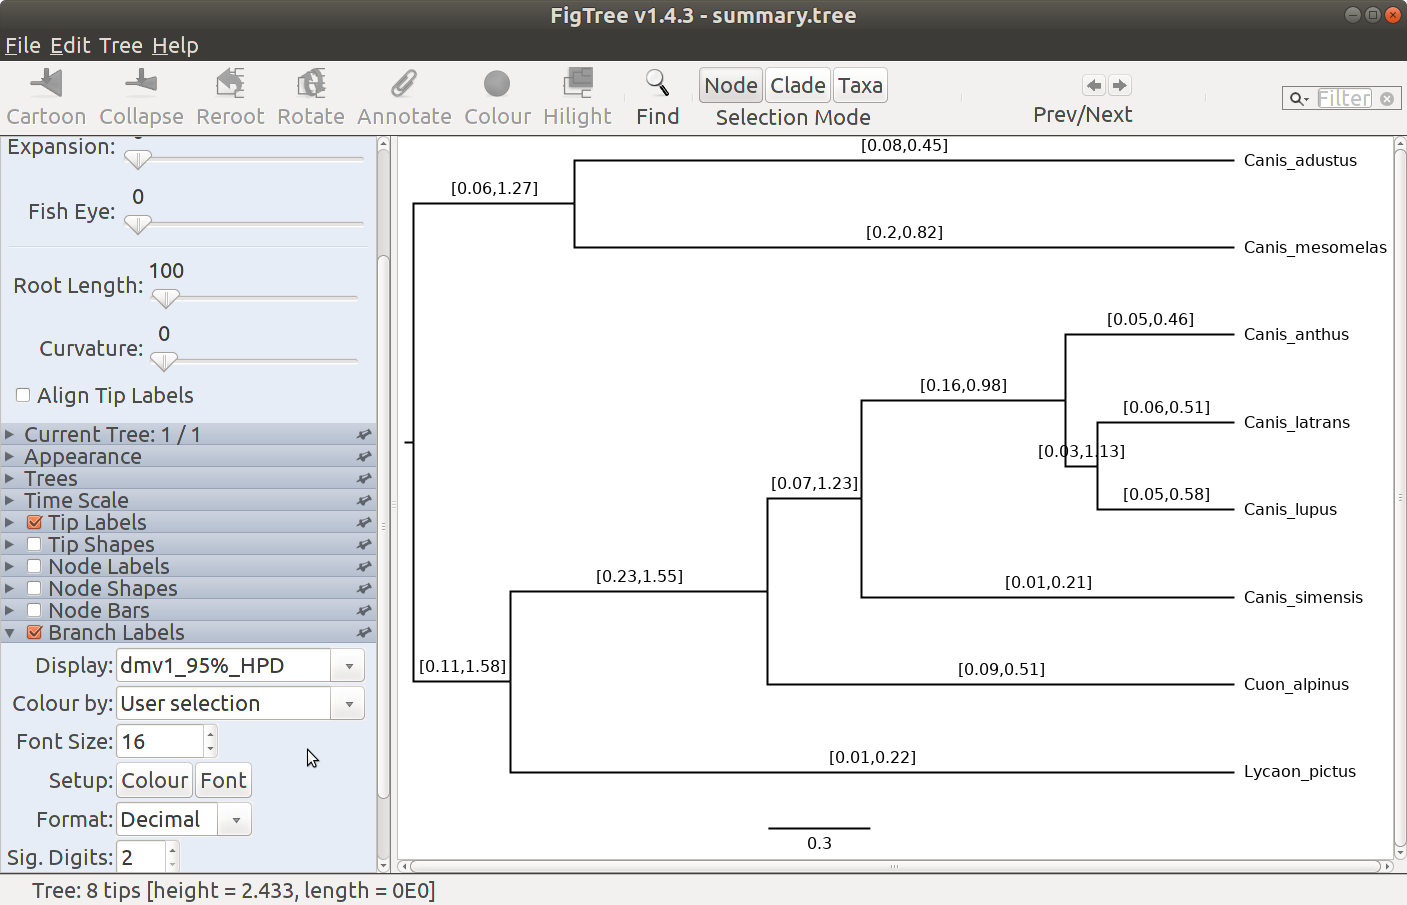 FigTree v1.4.3 - summary.tree
File Edit Tree Help
Cartoon Collapse Reroot Rotate Annotate Colour Hilight Find
Node Clade Taxa
Selection Mode
Prev/Next
Filter
Expansion:
0
Fish Eye:
100
Root Length:
0
Curvature:
Align Tip Labels
Current Tree: 1 / 1
Appearance
Trees
Time Scale
Tip Labels
Tip Shapes
Node Labels
Node Shapes
Node Bars
Branch Labels
Display: dmv1_95%_HPD
Colour by: User selection
Font Size: 16
Setup: Colour Font
Format: Decimal
Sig. Digits: 2
[0.08,0.45]
Canis_adustus
[0.06,1.27]
[0.2,0.82]
Canis_mesomelas
[0.05,0.46]
Canis_anthus
[0.16,0.98]
[0.06,0.51]
Canis_latrans
[0.03,1.13]
[0.07,1.23]
[0.05,0.58]
Canis_lupus
[0.23,1.55]
[0.01,0.21]
Canis_simensis
[0.11,1.58]
[0.09,0.51]
Cuon_alpinus
[0.01,0.22]
Lycaon_pictus
0.3
Tree: 8 tips [height = 2.433, length = 0E0]